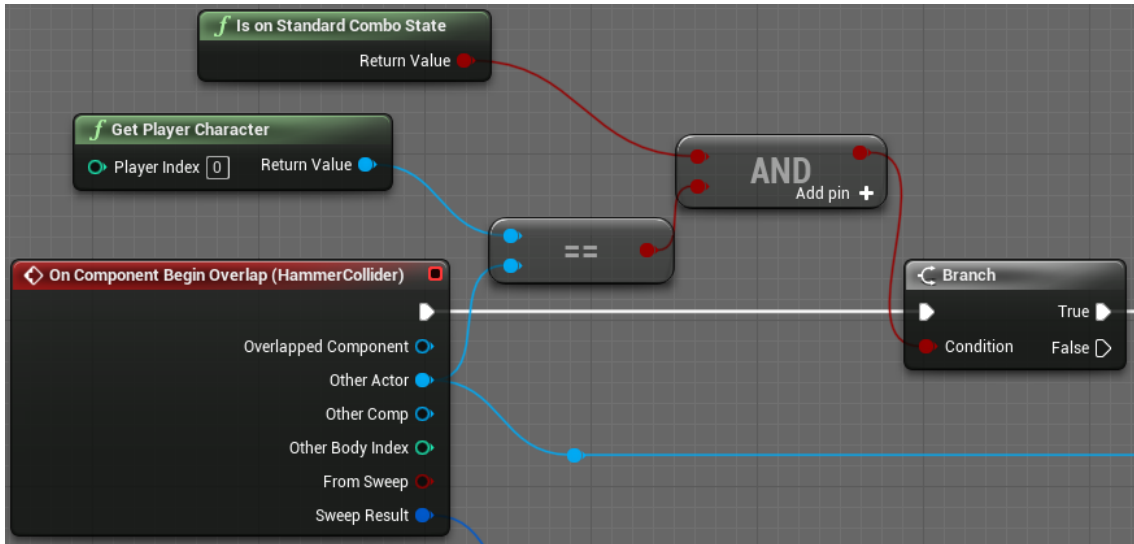 f Is on Standard Combo State
Return Value
f Get Player Character
Player Index 0 Return Value
AND
Add pin +
==
On Component Begin Overlap (HammerCollider)
Overlapped Component
Other Actor
Other Comp
Other Body Index
From Sweep
Sweep Result
Branch
True
Condition False